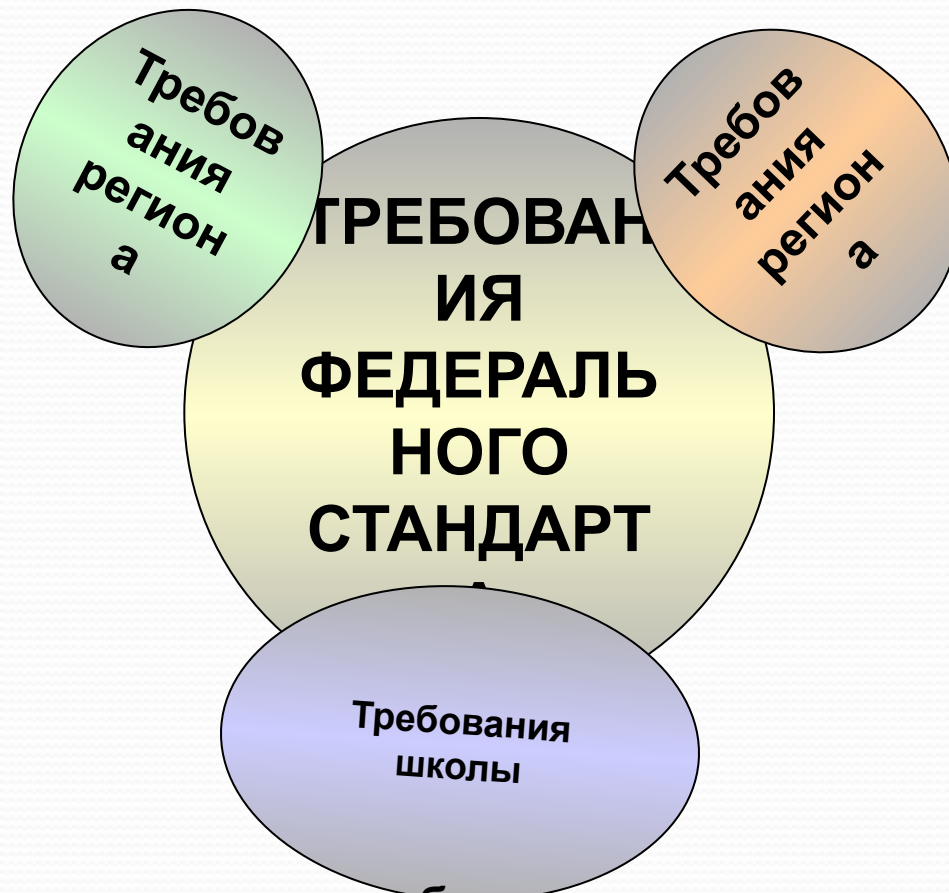 Требов
ания
регион
а
Требов
ания
регион
а
ТРЕБОВАН
ИЯ
ФЕДЕРАЛЬ
НОГО
СТАНДАРТ
Требования
школы